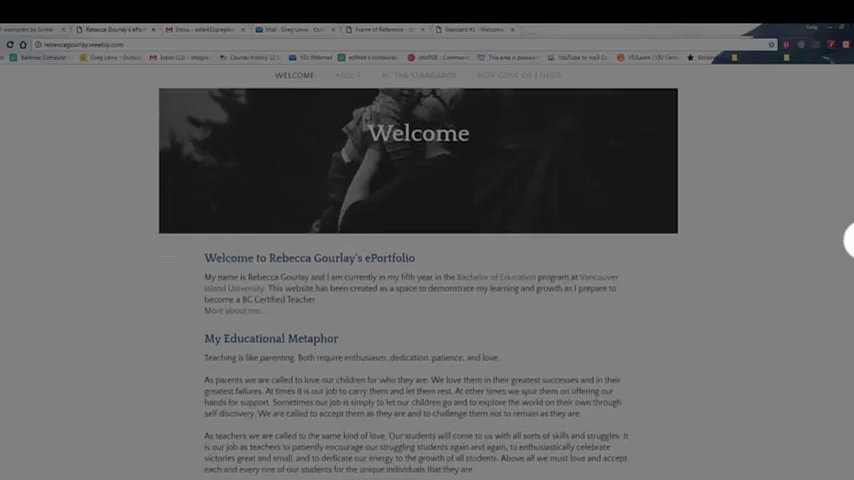 Rebecca Gourlay's ePort
Standard #1 - Welcome
rebeccagourlay.weebly.com
WELCOME ABOUT
Welcome
Welcome to Rebecca Gourlay's ePortfolio
My name is Rebecca Gourlay and I am currently in my fifth year in the Bachelor of Education program at Vancouver
Island University. This website has been created as a space to demonstrate my learning and growth as I prepare to
become a BC Certified Teacher.
More about me...
My Educational Metaphor
Teaching is like parenting. Both require enthusiasm, dedication, patience, and love.
As parents we are called to love our children for who they are. We love them in their greatest successes and in their
greatest failures. At times it is our job to carry them and let them rest. At other times we spur them on offering our
hands for support. Sometimes our job is simply to let our children go and to explore the world on their own through
self discovery. We are called to accept them as they are and to challenge them not to remain as they are.
As teachers we are called to the same kind of love. Our students will come to us with all sorts of skills and struggles. It
is our job as teachers to patiently encourage our struggling students again and again, to enthusiastically celebrate
victories great and small, and to dedicate our energy to the growth of all students. Above all we must love and accept
each and every one of our students for the unique individuals that they are.